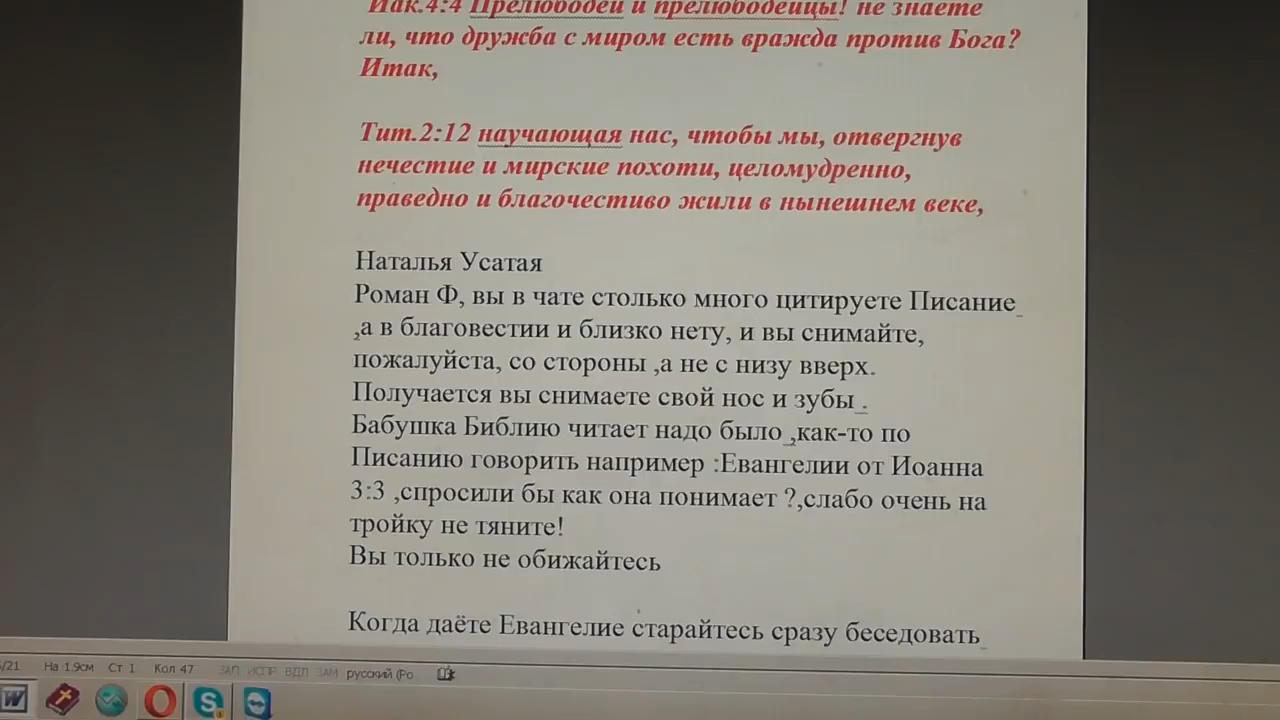 Иак.4:4 Прелюбодеи и прелюбодейцы! не знаете
ли, что дружба с миром есть вражда против Бога?
Итак,
Тит.2:12 научающая нас, чтобы мы, отвергнув
нечестие и мирские похоти, целомудренно,
праведно и благочестиво жили в нынешнем веке,
Наталья Усатая
Роман Ф, вы в чате столько много цитируете Писание
,а в благовестии и близко нету, и вы снимайте,
пожалуйста, со стороны ,а не с низу вверх.
Получается вы снимаете свой нос и зубы .
Бабушка Библию читает надо было ,как-то по
Писанию говорить например :Евангелии от Иоанна
3:3 ,спросили бы как она понимает ?,слабо очень на
тройку не тяните!
Вы только не обижайтесь
Когда даёте Евангелие старайтесь сразу беседовать
/21 На 1.9см Ст 1 Кол 47 ЗАП ИСПР ВДЛ ЗАМ русский (Ро